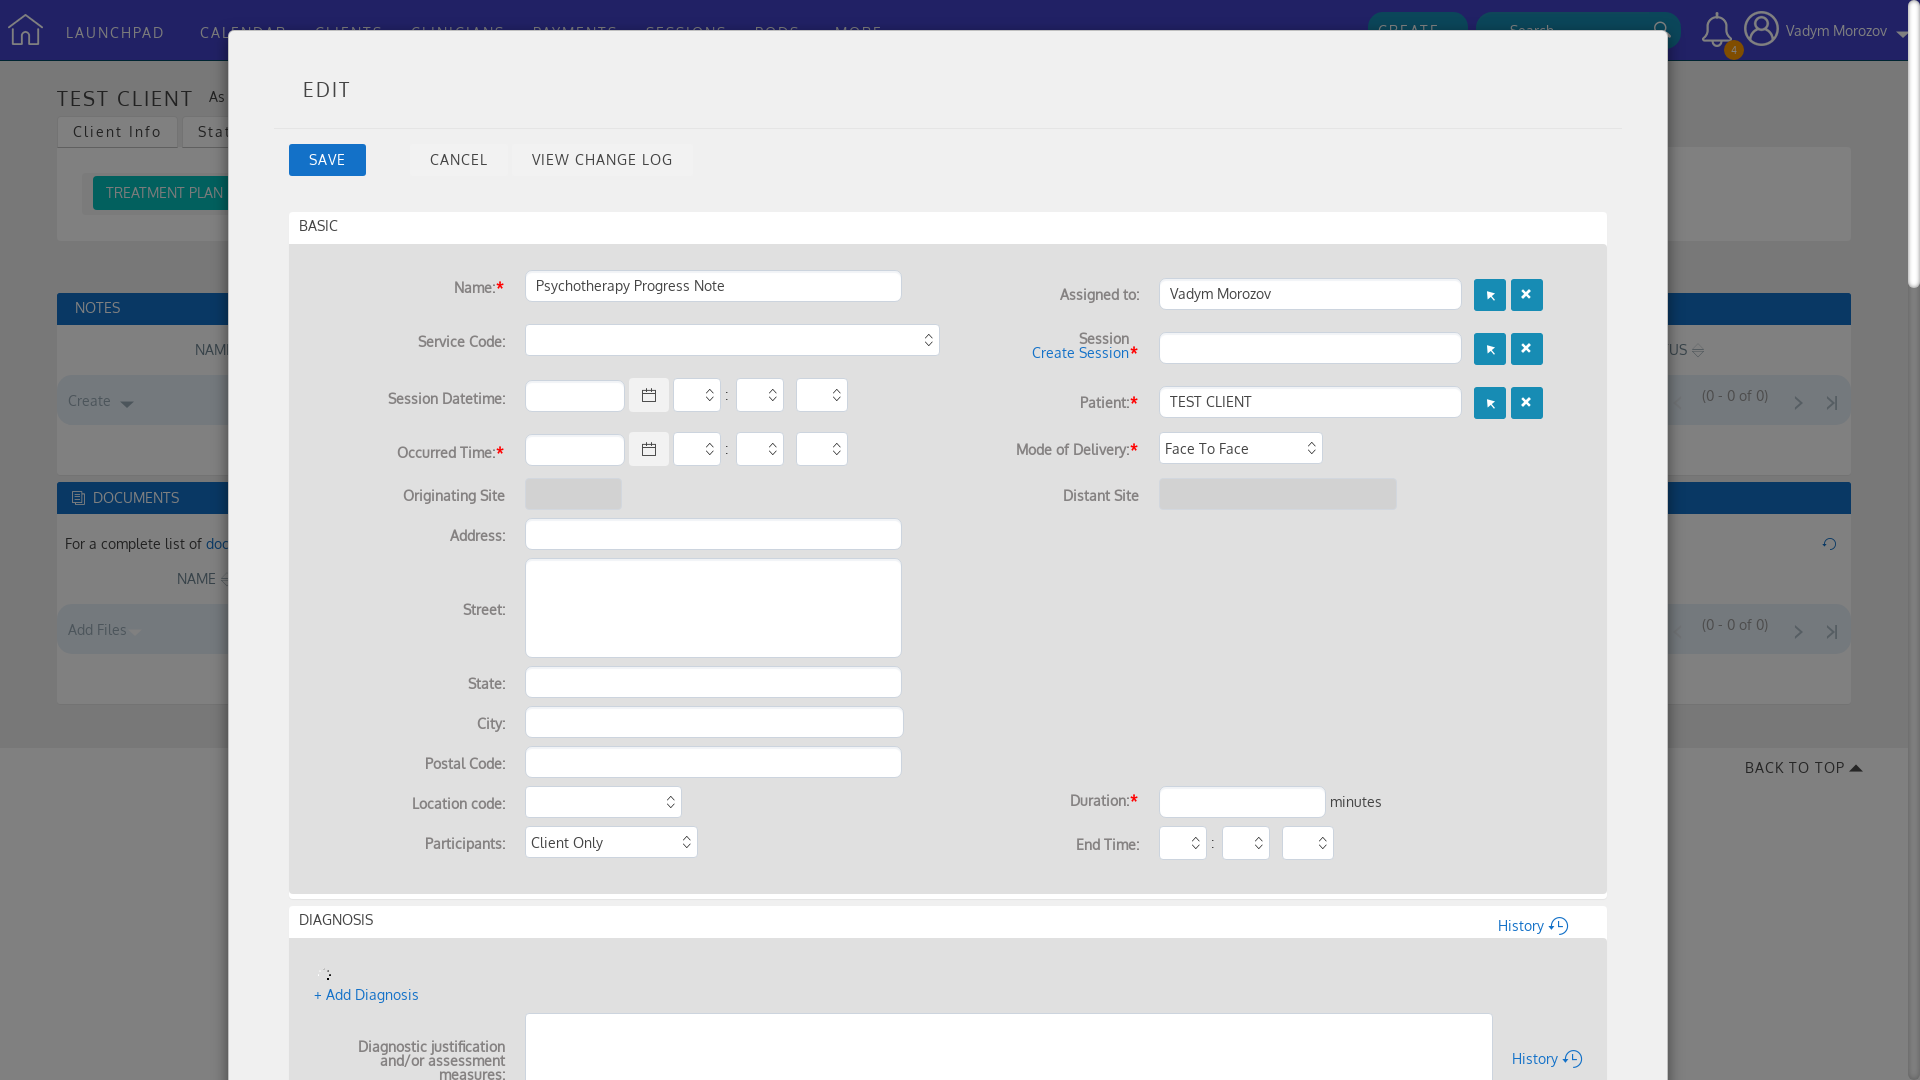 LAUNCHPAD CALENDAR CLIENTS CLINICIANS PAYMENTS SESSIONS PODS MORE CREATE Search 4 Vadym Morozov
EDIT
TEST CLIENT As
Client Info Stat
SAVE CANCEL VIEW CHANGE LOG
TREATMENT PLAN
BASIC
Name:* Psychotherapy Progress Note
Assigned to: Vadym Morozov
NOTES
Service Code:
Session
Create Session*
NAM
US
Session Datetime: :
Patient:* TEST CLIENT
Create
(0 - 0 of 0)
Occurred Time:* :
Mode of Delivery:* Face To Face
Originating Site
Distant Site
DOCUMENTS
Address:
For a complete list of doc
NAME
Street:
Add Files
(0 - 0 of 0)
State:
City:
Postal Code:
BACK TO TOP
Location code:
Duration:* minutes
Participants: Client Only
End Time: :
DIAGNOSIS
History
+ Add Diagnosis
Diagnostic justification
and/or assessment
measures:
History